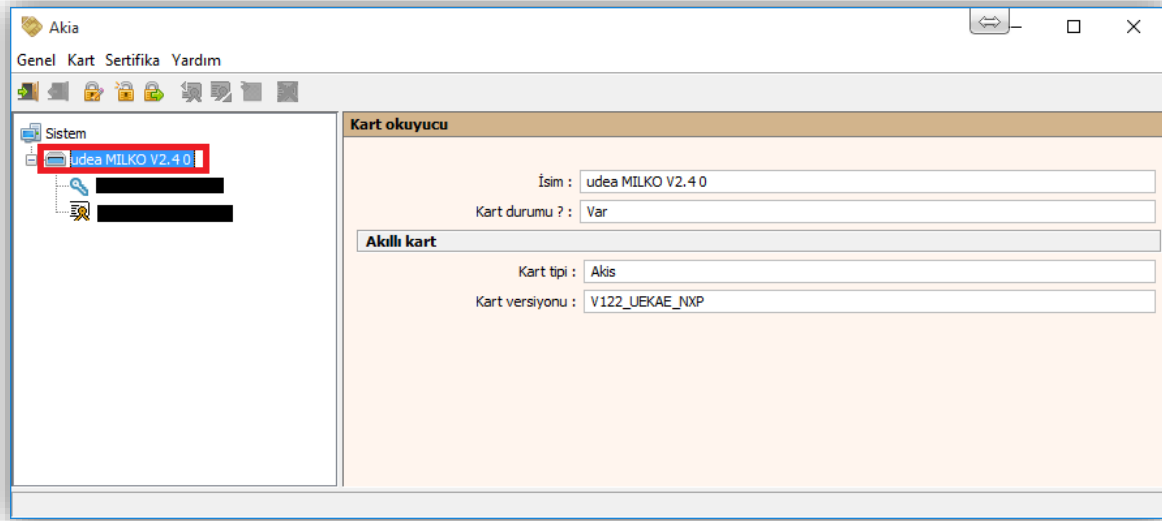 Akia
Genel Kart Sertifika Yardım
Sistem
udea MILKO V2.4 0
Kart okuyucu
İsim : udea MILKO V2.4 0
Kart durumu ? : Var
Akıllı kart
Kart tipi : Akis
Kart versiyonu : V122_UEKAE_NXP